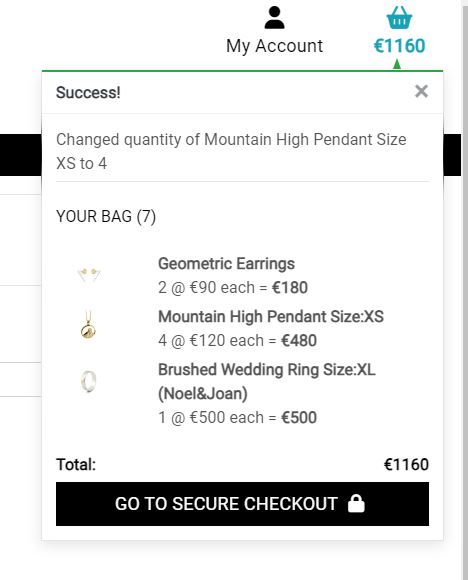 My Account
€1160
Success!
×
Changed quantity of Mountain High Pendant Size
XS to 4
YOUR BAG (7)
Geometric Earrings
2 @ €90 each = €180
Mountain High Pendant Size:XS
4 @ €120 each = €480
Brushed Wedding Ring Size:XL
(Noel&Joan)
1 @ €500 each = €500
Total: €1160
GO TO SECURE CHECKOUT